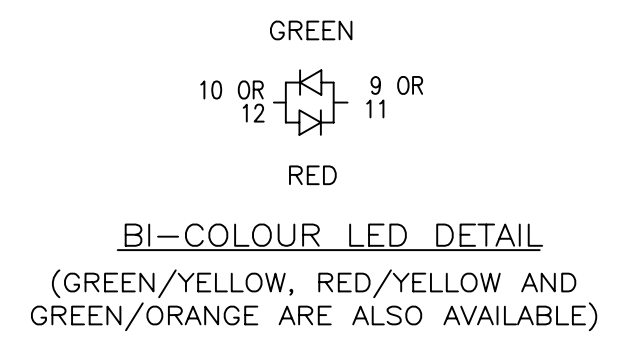 GREEN
10 OR 9 OR
12 11
RED
BI-COLOUR LED DETAIL
(GREEN/YELLOW, RED/YELLOW AND
GREEN/ORANGE ARE ALSO AVAILABLE)